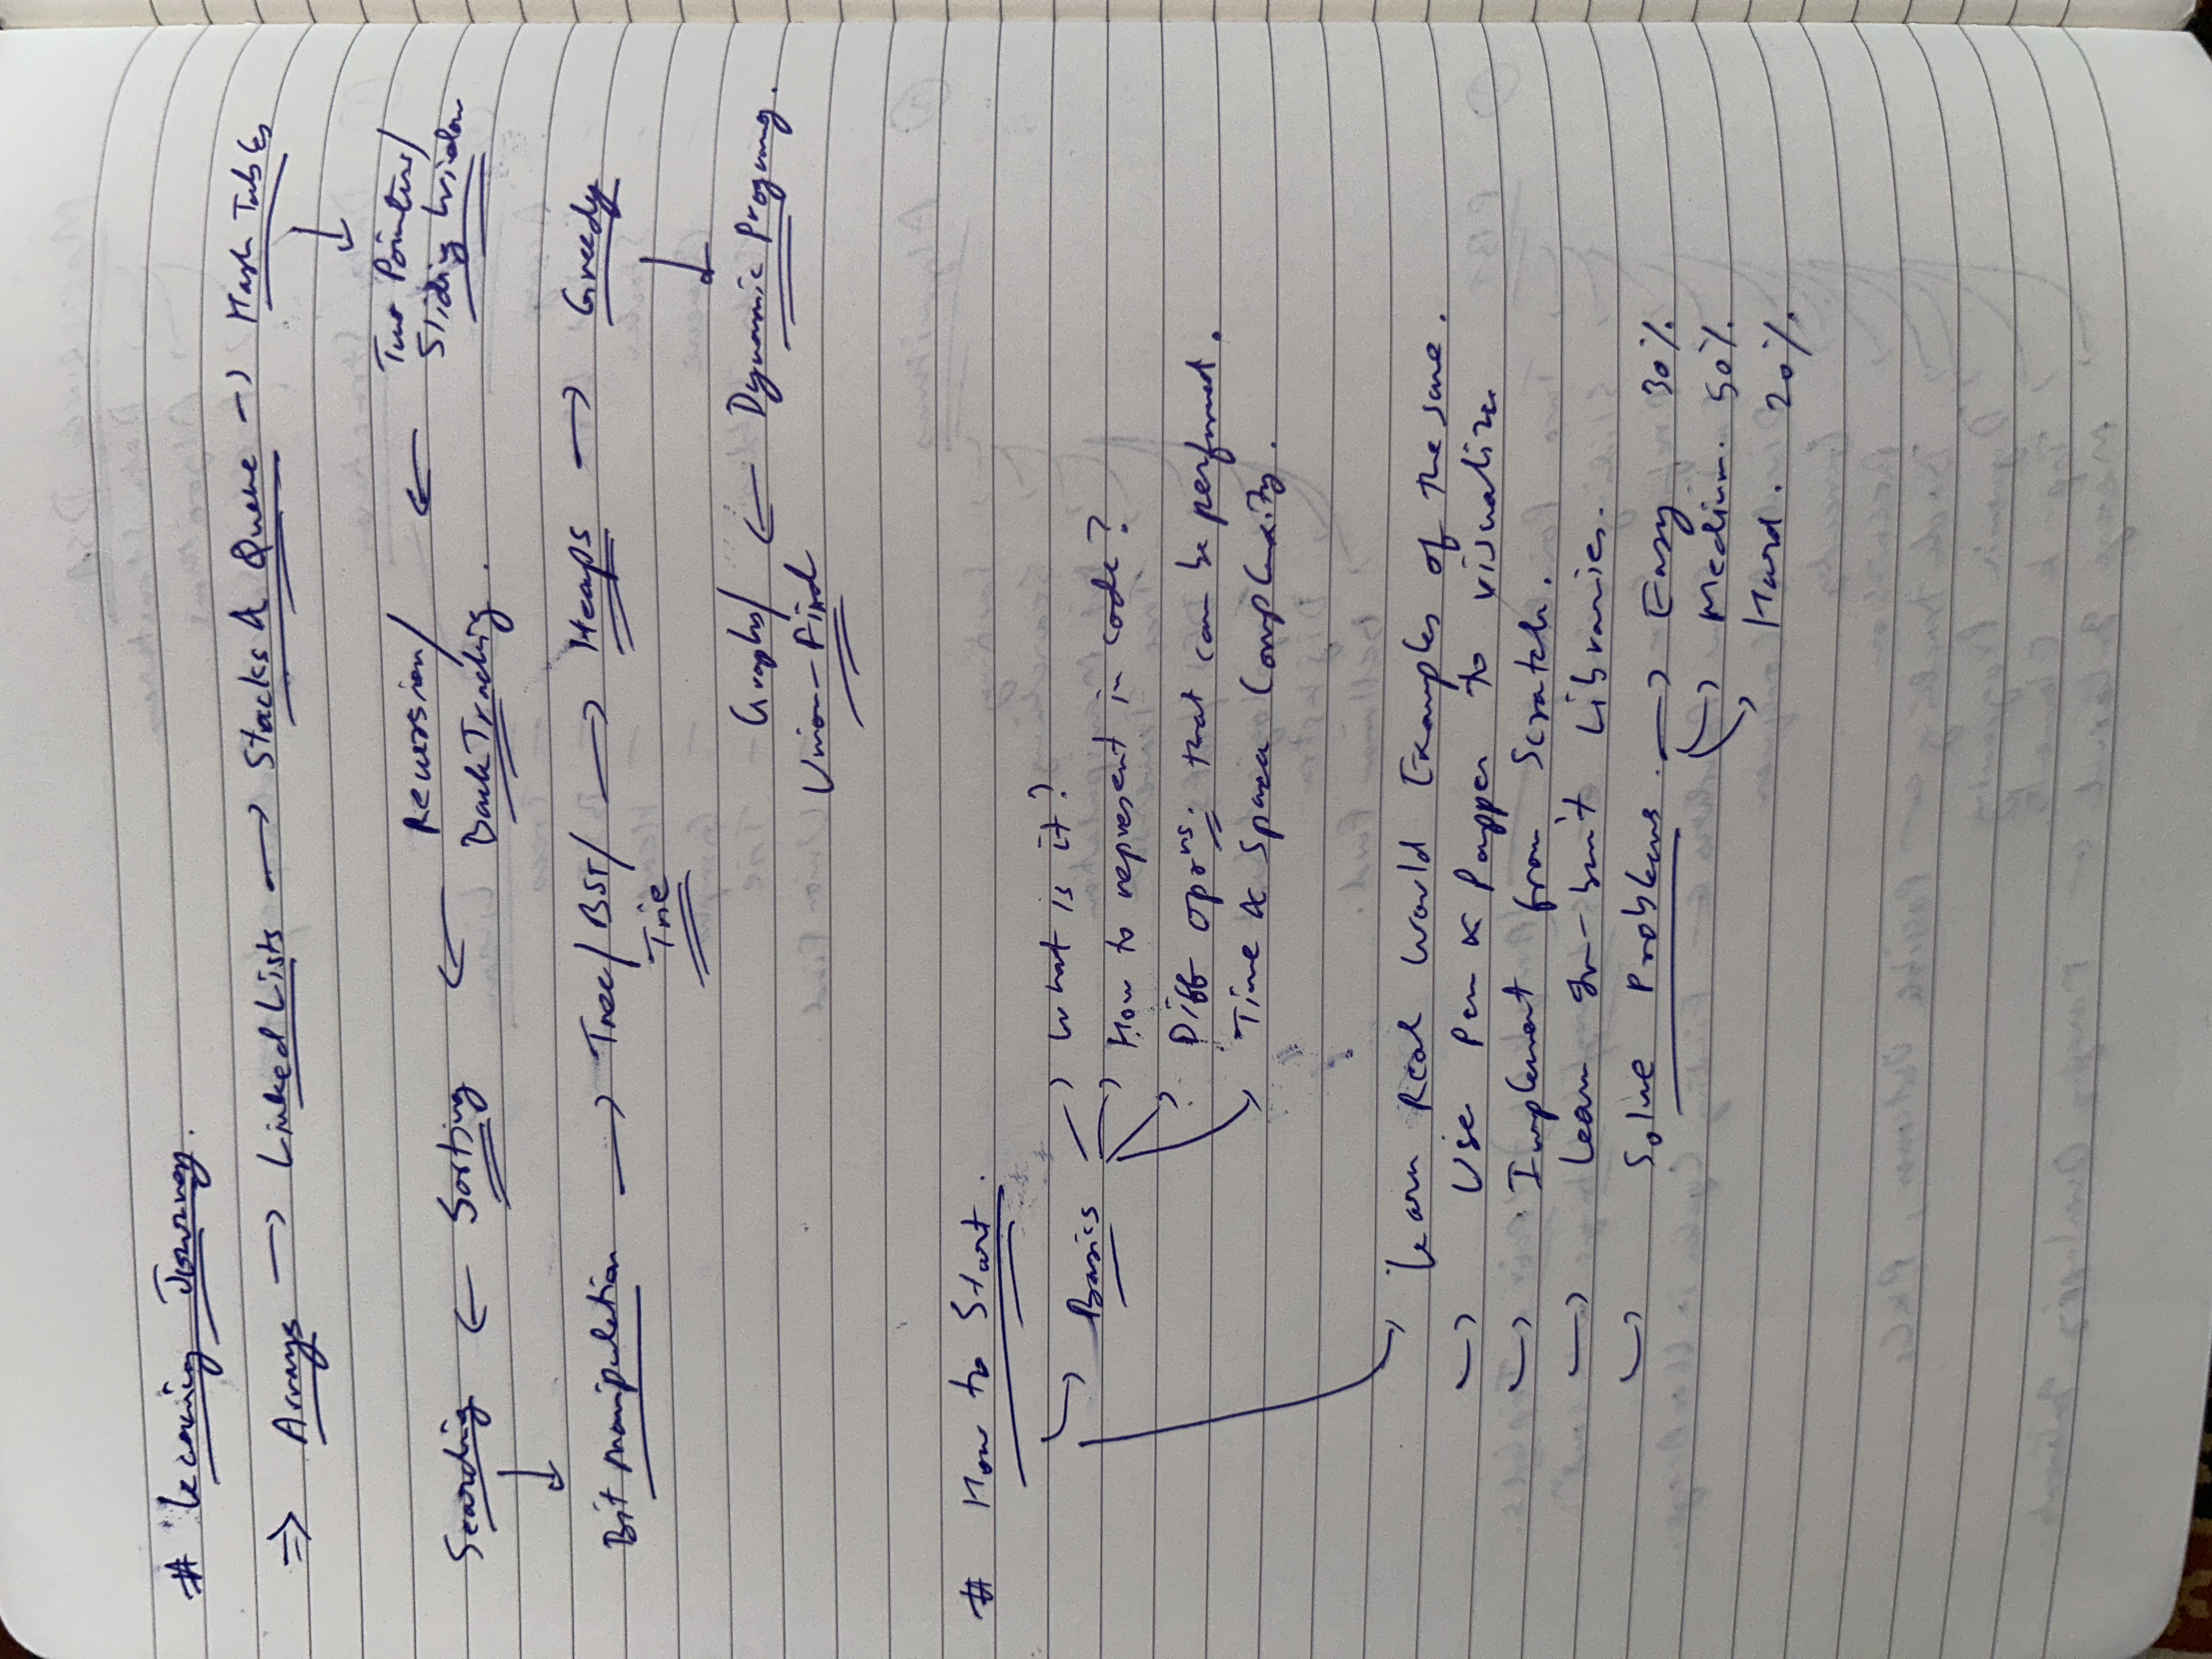 # Learning Journey.
⇒ Arrays → Linked Lists → Stacks & Queue → Hash Tables
↓
Searching ← Sorting ← Recursion/ BackTracking. ← Two Pointers/ Sliding Window
↓
Bit Manipulation → Tree/BST/ Trie → Heaps → Greedy
↓
Graphs/ Union-Find ← Dynamic Programg.
# How to Start.
→ Basics → What is it?
→ How to represent in code?
→ Diff oprns. that can be performed.
→ Time & Space Complexity.
→ Learn Real World Examples of the same.
→ Use Pen & Papper to visualize
→ Implement from Scratch.
→ Learn In-built Libraries.
→ Solve Problems. → Easy 30%
→ Medium. 50%.
→ Hard. 20%.